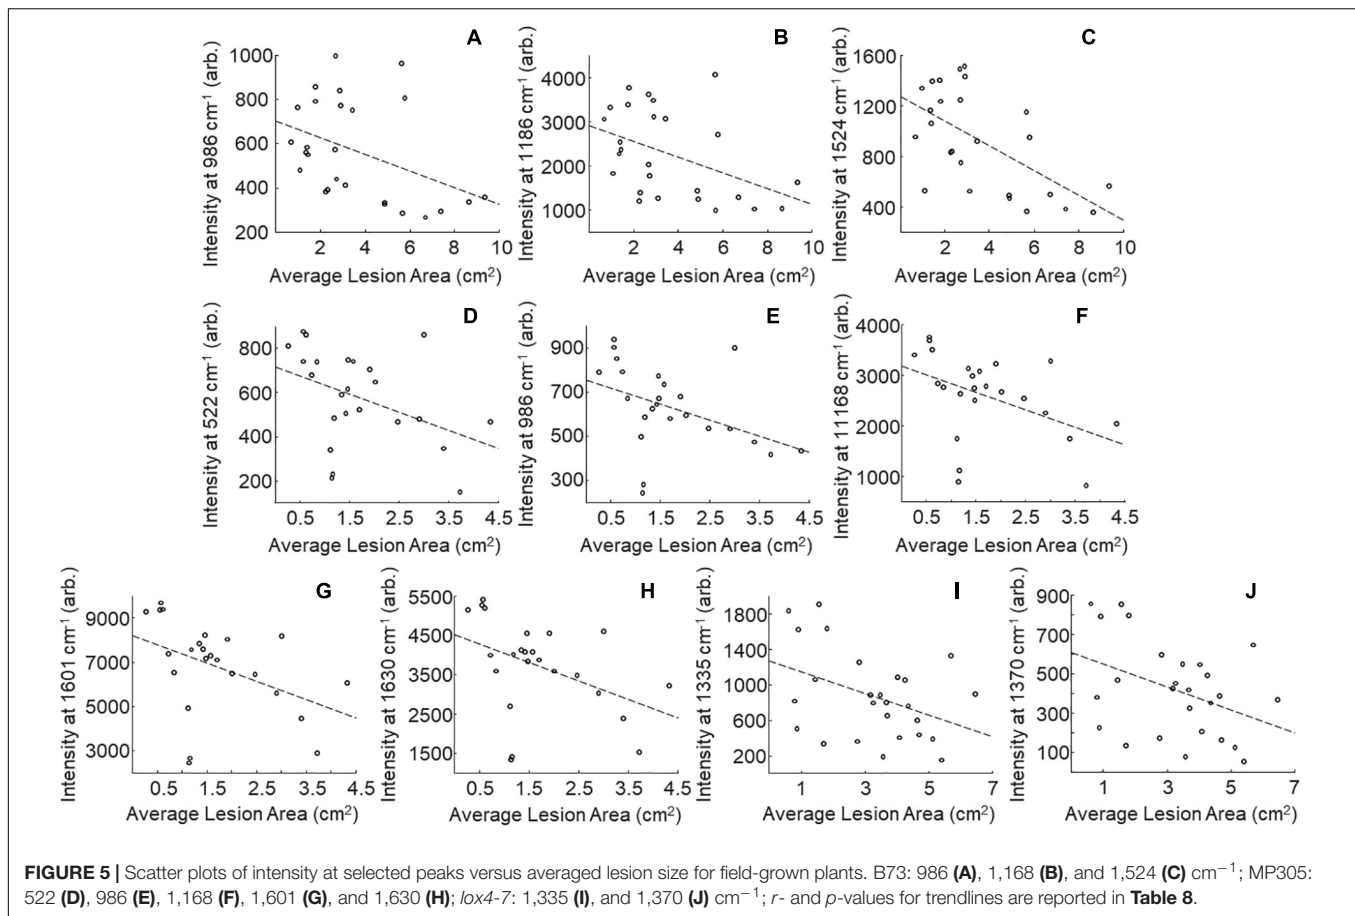 A
Intensity at 986 cm⁻¹ (arb.)
1000
800
600
400
200
2 4 6 8 10
Average Lesion Area (cm²)
B
Intensity at 1186 cm⁻¹ (arb.)
4000
3000
2000
1000
2 4 6 8 10
Average Lesion Area (cm²)
C
Intensity at 1524 cm⁻¹ (arb.)
1600
1200
800
400
2 4 6 8 10
Average Lesion Area (cm²)
D
Intensity at 522 cm⁻¹ (arb.)
800
600
400
200
0.5 1.5 2.5 3.5 4.5
Average Lesion Area (cm²)
E
Intensity at 986 cm⁻¹ (arb.)
900
700
500
300
0.5 1.5 2.5 3.5 4.5
Average Lesion Area (cm²)
F
Intensity at 11168 cm⁻¹ (arb.)
4000
3000
2000
1000
0.5 1.5 2.5 3.5 4.5
Average Lesion Area (cm²)
G
Intensity at 1601 cm⁻¹ (arb.)
9000
7000
5000
3000
0.5 1.5 2.5 3.5 4.5
Average Lesion Area (cm²)
H
Intensity at 1630 cm⁻¹ (arb.)
5500
4500
3500
2500
1500
0.5 1.5 2.5 3.5 4.5
Average Lesion Area (cm²)
I
Intensity at 1335 cm⁻¹ (arb.)
1800
1400
1000
600
200
1 3 5 7
Average Lesion Area (cm²)
J
Intensity at 1370 cm⁻¹ (arb.)
900
700
500
300
100
1 3 5 7
Average Lesion Area (cm²)
FIGURE 5 | Scatter plots of intensity at selected peaks versus averaged lesion size for field-grown plants. B73: 986 (A), 1,168 (B), and 1,524 (C) cm⁻¹; MP305:
522 (D), 986 (E), 1,168 (F), 1,601 (G), and 1,630 (H); lox4-7: 1,335 (I), and 1,370 (J) cm⁻¹; r- and p-values for trendlines are reported in Table 8.